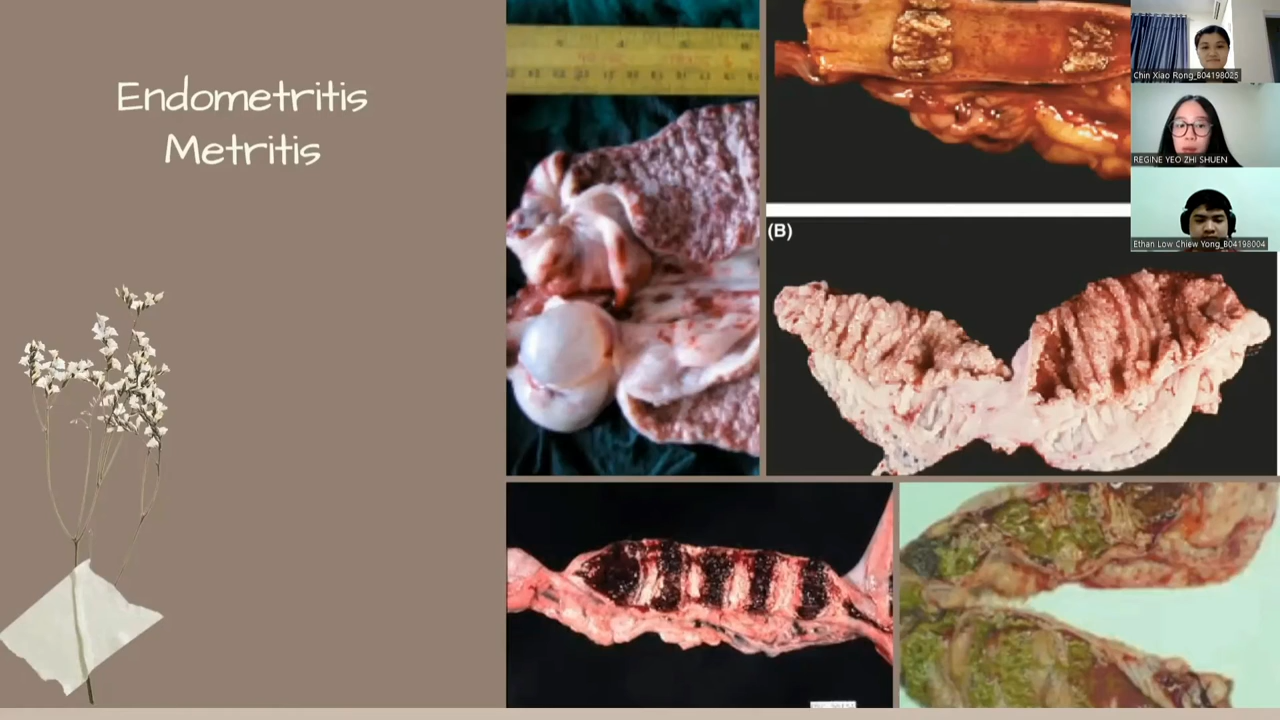 Endometritis
Metritis
(B)
Chin Xiao Rong_B04198025
REGINE YEO ZHI SHUEN
Ethan Low Chiew Yong_B04198004